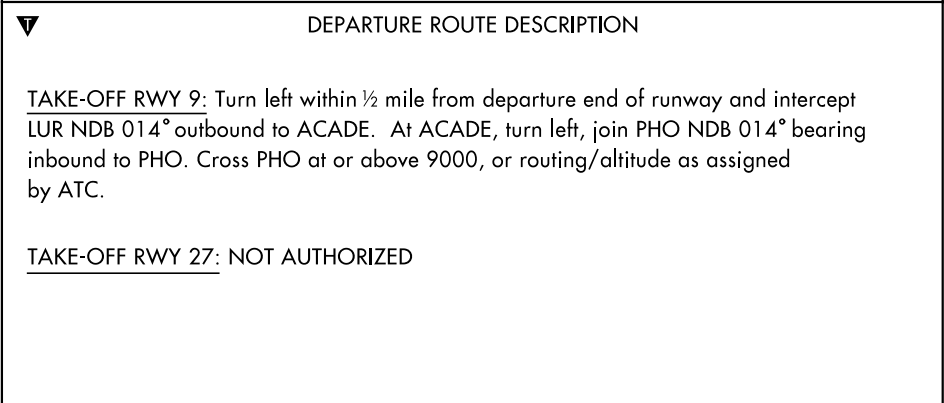 T
DEPARTURE ROUTE DESCRIPTION
TAKE-OFF RWY 9: Turn left within ½ mile from departure end of runway and intercept
LUR NDB 014° outbound to ACADE. At ACADE, turn left, join PHO NDB 014° bearing
inbound to PHO. Cross PHO at or above 9000, or routing/altitude as assigned
by ATC.
TAKE-OFF RWY 27: NOT AUTHORIZED